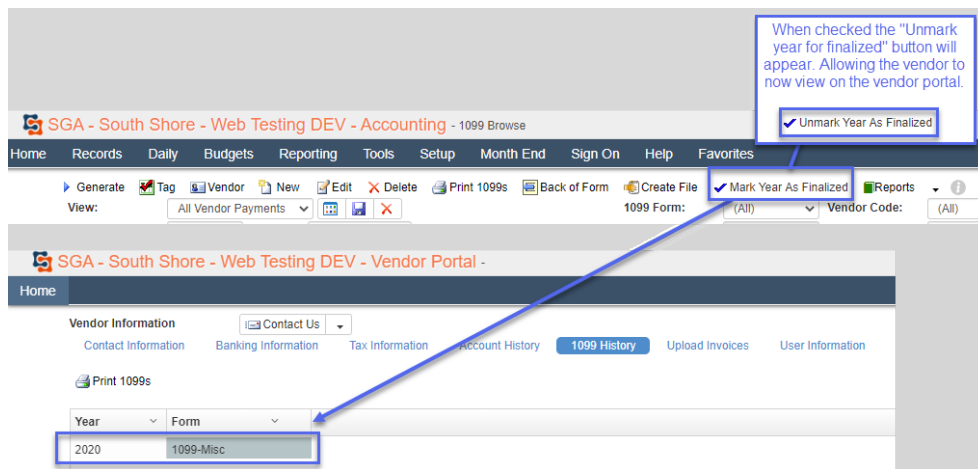 When checked the "Unmark
year for finalized" button will
appear. Allowing the vendor to
now view on the vendor portal.
Unmark Year As Finalized
SGA - South Shore - Web Testing DEV - Accounting - 1099 Browse
Home Records Daily Budgets Reporting Tools Setup Month End Sign On Help Favorites
Generate Tag Vendor New Edit Delete Print 1099s Back of Form Create File Mark Year As Finalized Reports
View: All Vendor Payments 1099 Form: (All) Vendor Code: (All)
SGA - South Shore - Web Testing DEV - Vendor Portal -
Home
Vendor Information Contact Us
Contact Information Banking Information Tax Information Account History 1099 History Upload Invoices User Information
Print 1099s
Year Form
2020 1099-Misc